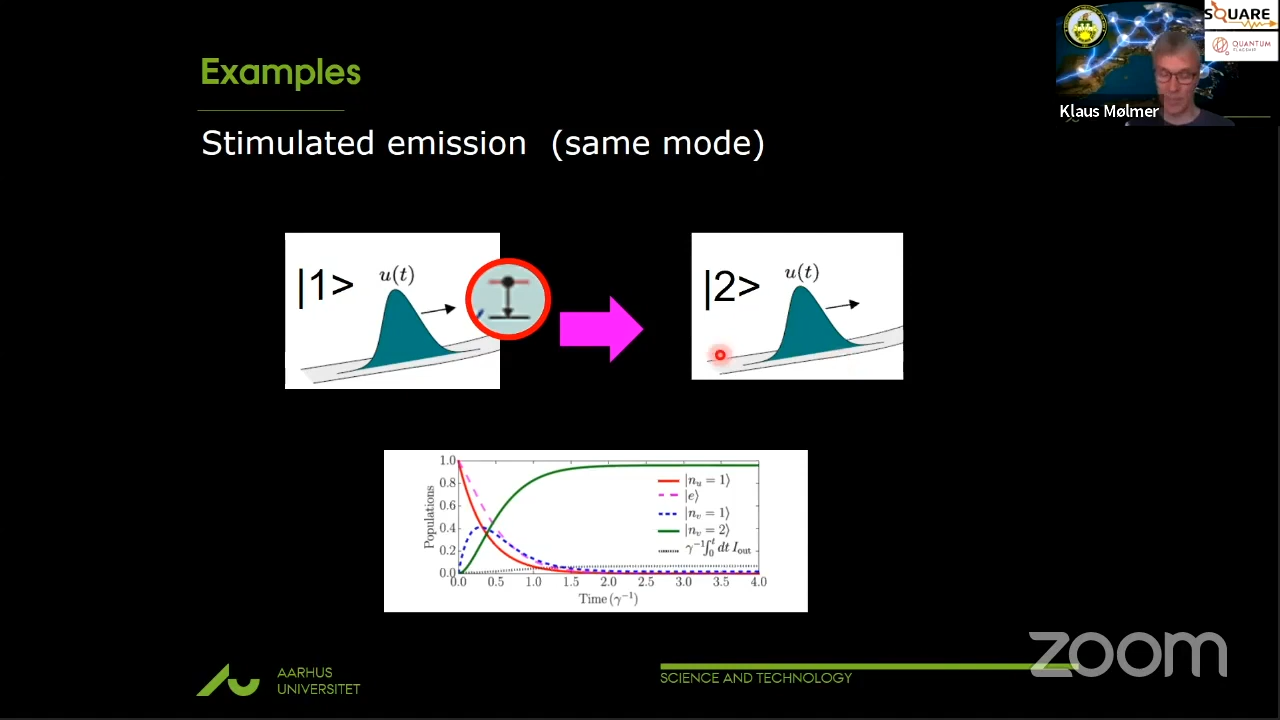 Examples
Stimulated emission (same mode)
SQUARE
QUANTUM
FLAGSHIP
Klaus Mølmer
|1> u(t)
|2> u(t)
Populations
1.0
0.8
0.6
0.4
0.2
0.0
|n_u = 1⟩
|e⟩
|n_v = 1⟩
|n_v = 2⟩
γ⁻¹∫₀ᵗ dt I_out
0.0 0.5 1.0 1.5 2.0 2.5 3.0 3.5 4.0
Time (γ⁻¹)
zoom
AARHUS
UNIVERSITET
SCIENCE AND TECHNOLOGY